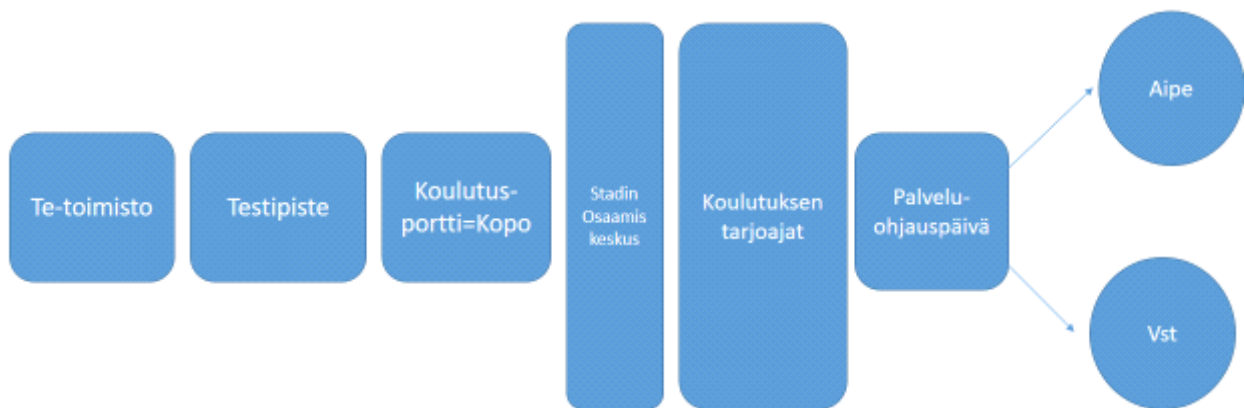 Te-toimisto
Testipiste
Koulutus-
portti=Kopo
Stadin
Osaamis
keskus
Koulutuksen
tarjoajat
Palvelu-
ohjauspäivä
Aipe
Vst